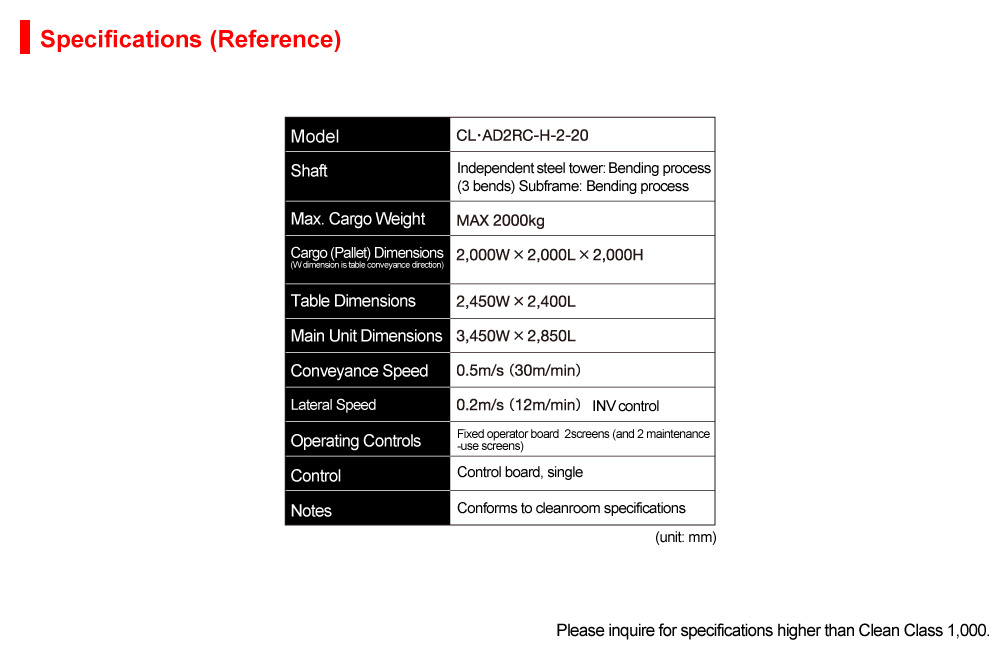 Specifications (Reference)
Model
CL·AD2RC-H-2-20
Shaft
Independent steel tower: Bending process
(3 bends) Subframe: Bending process
Max. Cargo Weight
MAX 2000kg
Cargo (Pallet) Dimensions
(W dimension is table conveyance direction)
2,000W × 2,000L × 2,000H
Table Dimensions
2,450W × 2,400L
Main Unit Dimensions
3,450W × 2,850L
Conveyance Speed
0.5m/s (30m/min)
Lateral Speed
0.2m/s (12m/min) INV control
Operating Controls
Fixed operator board 2screens (and 2 maintenance
-use screens)
Control
Control board, single
Notes
Conforms to cleanroom specifications
(unit: mm)
Please inquire for specifications higher than Clean Class 1,000.